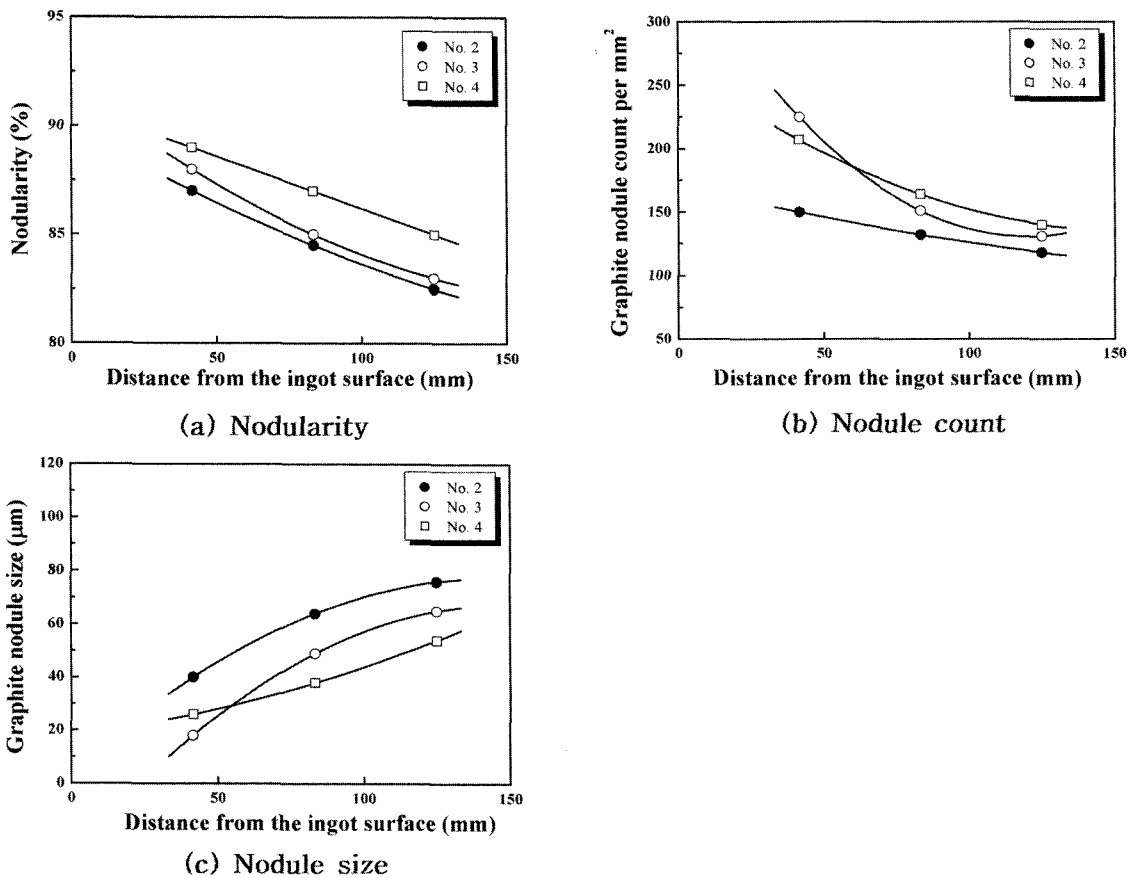 95
90
85
80
Nodularity (%)
No. 2
No. 3
No. 4
0
50
100
150
Distance from the ingot surface (mm)
(a) Nodularity
300
250
200
150
100
50
Graphite nodule count per mm²
No. 2
No. 3
No. 4
0
50
100
150
Distance from the ingot surface (mm)
(b) Nodule count
120
100
80
60
40
20
0
Graphite nodule size (µm)
No. 2
No. 3
No. 4
0
50
100
150
Distance from the ingot surface (mm)
(c) Nodule size